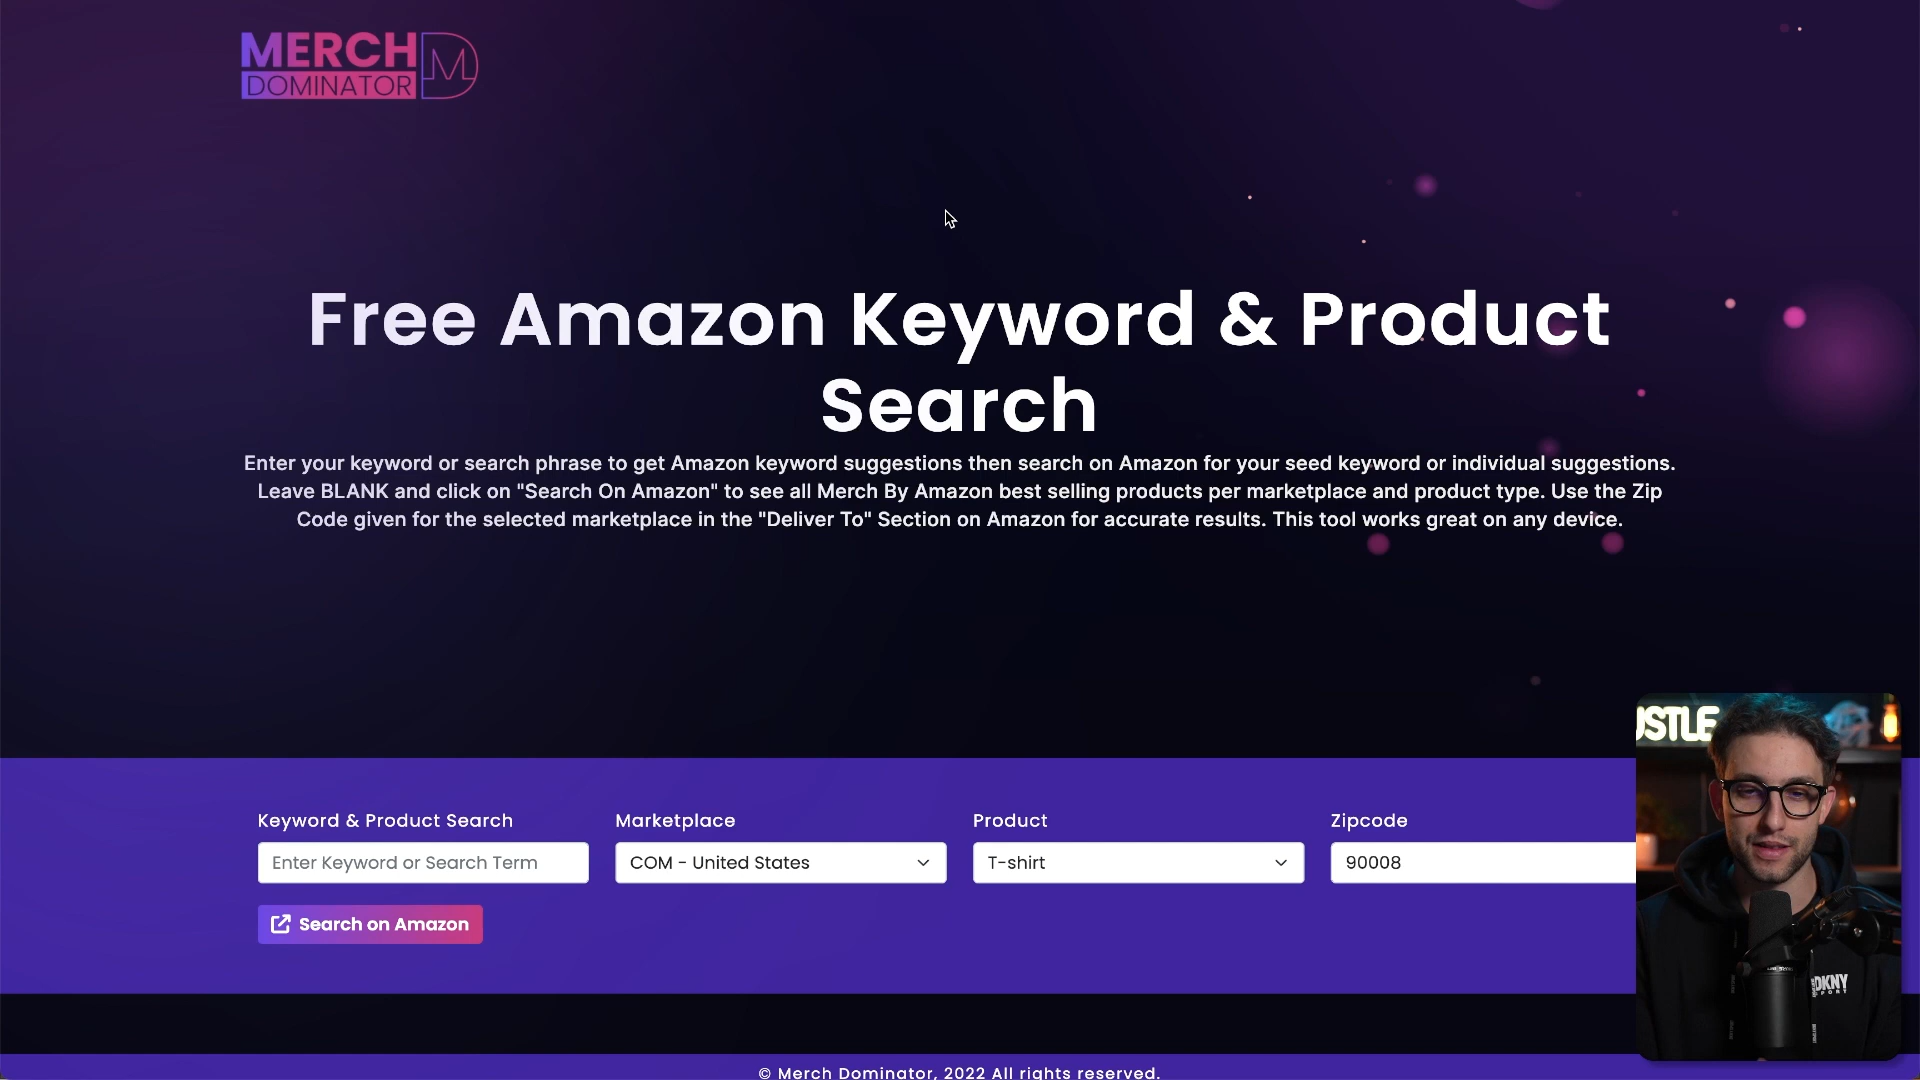 MERCH
DOMINATOR
Free Amazon Keyword & Product
Search
Enter your keyword or search phrase to get Amazon keyword suggestions then search on Amazon for your seed keyword or individual suggestions.
Leave BLANK and click on "Search On Amazon" to see all Merch By Amazon best selling products per marketplace and product type. Use the Zip
Code given for the selected marketplace in the "Deliver To" Section on Amazon for accurate results. This tool works great on any device.
USTLE
Keyword & Product Search
Marketplace
Product
Zipcode
Enter Keyword or Search Term
COM - United States
T-shirt
90008
Search on Amazon
DKNY
SPORT
© Merch Dominator, 2022 All rights reserved.